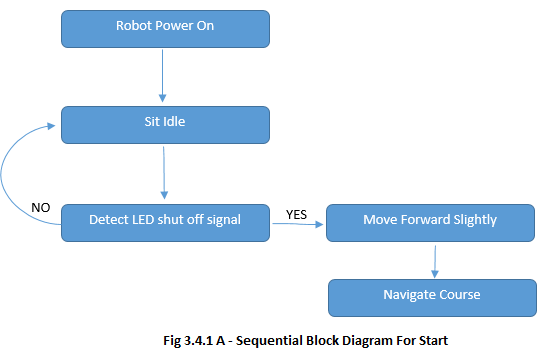 Robot Power On
Sit Idle
NO
Detect LED shut off signal
YES
Move Forward Slightly
Navigate Course
Fig 3.4.1 A - Sequential Block Diagram For Start